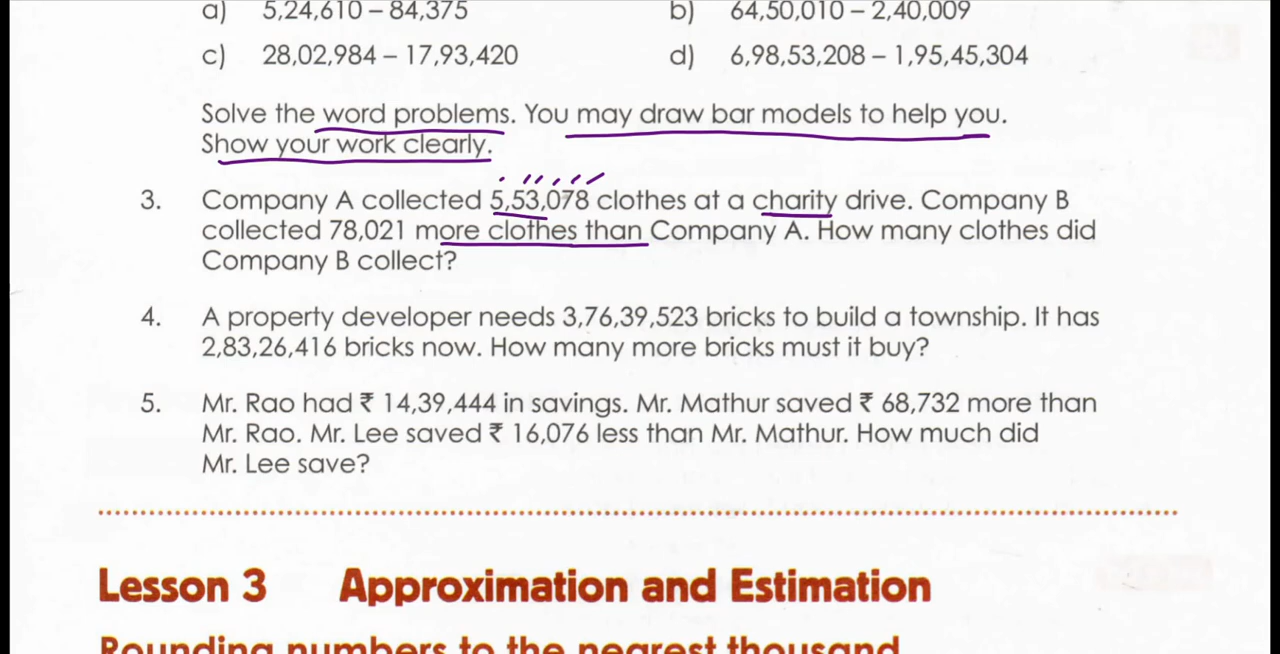 a) 5,24,610 – 84,375 b) 64,50,010 – 2,40,009
c) 28,02,984 – 17,93,420 d) 6,98,53,208 – 1,95,45,304
Solve the word problems. You may draw bar models to help you.
Show your work clearly.
3. Company A collected 5,53,078 clothes at a charity drive. Company B
collected 78,021 more clothes than Company A. How many clothes did
Company B collect?
4. A property developer needs 3,76,39,523 bricks to build a township. It has
2,83,26,416 bricks now. How many more bricks must it buy?
5. Mr. Rao had ₹ 14,39,444 in savings. Mr. Mathur saved ₹ 68,732 more than
Mr. Rao. Mr. Lee saved ₹ 16,076 less than Mr. Mathur. How much did
Mr. Lee save?
Lesson 3 Approximation and Estimation
Rounding numbers to the nearest thousand